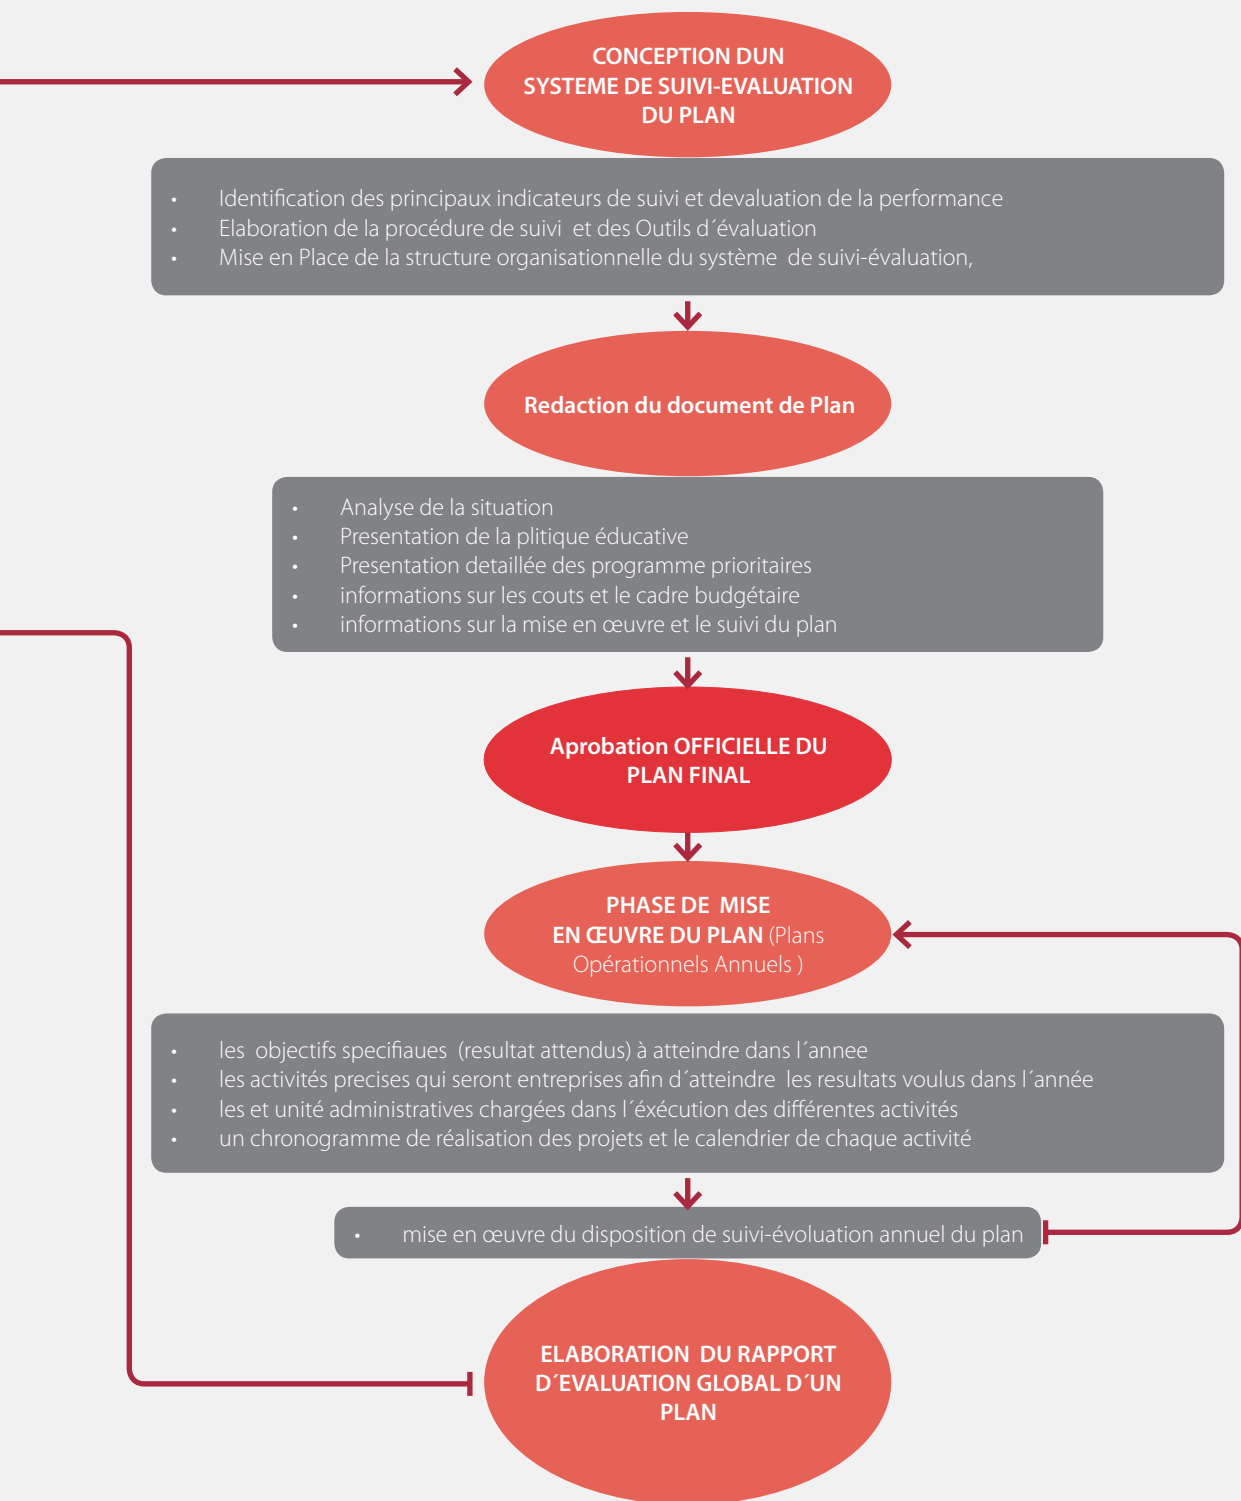 CONCEPTION DUN
SYSTEME DE SUIVI-EVALUATION
DU PLAN
• Identification des principaux indicateurs de suivi et devaluation de la performance
• Elaboration de la procédure de suivi et des Outils d´évaluation
• Mise en Place de la structure organisationnelle du système de suivi-évaluation,
Redaction du document de Plan
• Analyse de la situation
• Presentation de la plitique éducative
• Presentation detaillée des programme prioritaires
• informations sur les couts et le cadre budgétaire
• informations sur la mise en œuvre et le suivi du plan
Aprobation OFFICIELLE DU
PLAN FINAL
PHASE DE MISE
EN ŒUVRE DU PLAN (Plans
Opérationnels Annuels )
• les objectifs specifiaues (resultat attendus) à atteindre dans l´annee
• les activités precises qui seront entreprises afin d´atteindre les resultats voulus dans l´année
• les et unité administratives chargées dans l´éxécution des différentes activités
• un chronogramme de réalisation des projets et le calendrier de chaque activité
• mise en œuvre du disposition de suivi-évoluation annuel du plan
ELABORATION DU RAPPORT
D´EVALUATION GLOBAL D´UN
PLAN